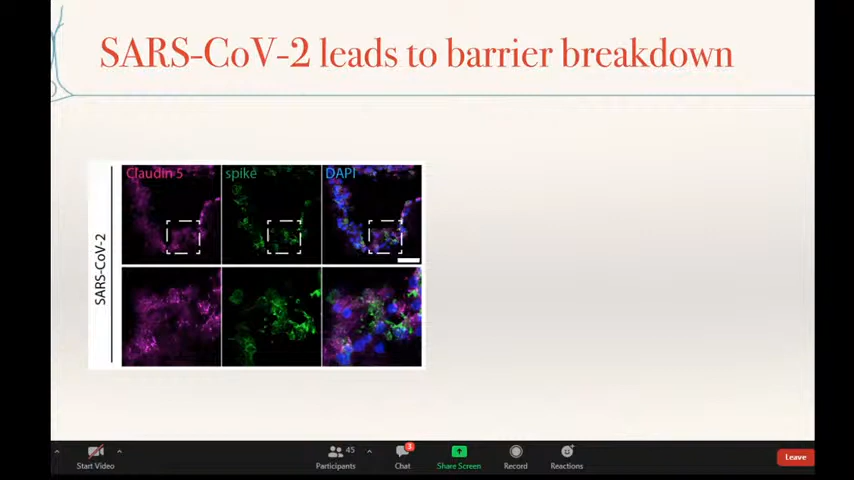 SARS-CoV-2 leads to barrier breakdown
Claudin 5
spike
DAPI
SARS-CoV-2
Start Video
45
Participants
3
Chat
Share Screen
Record
Reactions
Leave